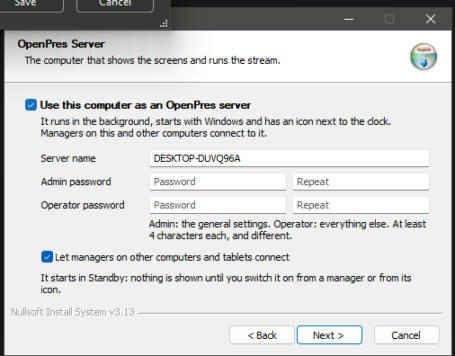 Save Cancel
OpenPres Server
The computer that shows the screens and runs the stream.
Use this computer as an OpenPres server
It runs in the background, starts with Windows and has an icon next to the clock.
Managers on this and other computers connect to it.
Server name DESKTOP-DUVQ96A
Admin password Password Repeat
Operator password Password Repeat
Admin: the general settings. Operator: everything else. At least
4 characters each, and different.
Let managers on other computers and tablets connect
It starts in Standby: nothing is shown until you switch it on from a manager or from its
icon.
Nullsoft Install System v3.13
< Back Next > Cancel